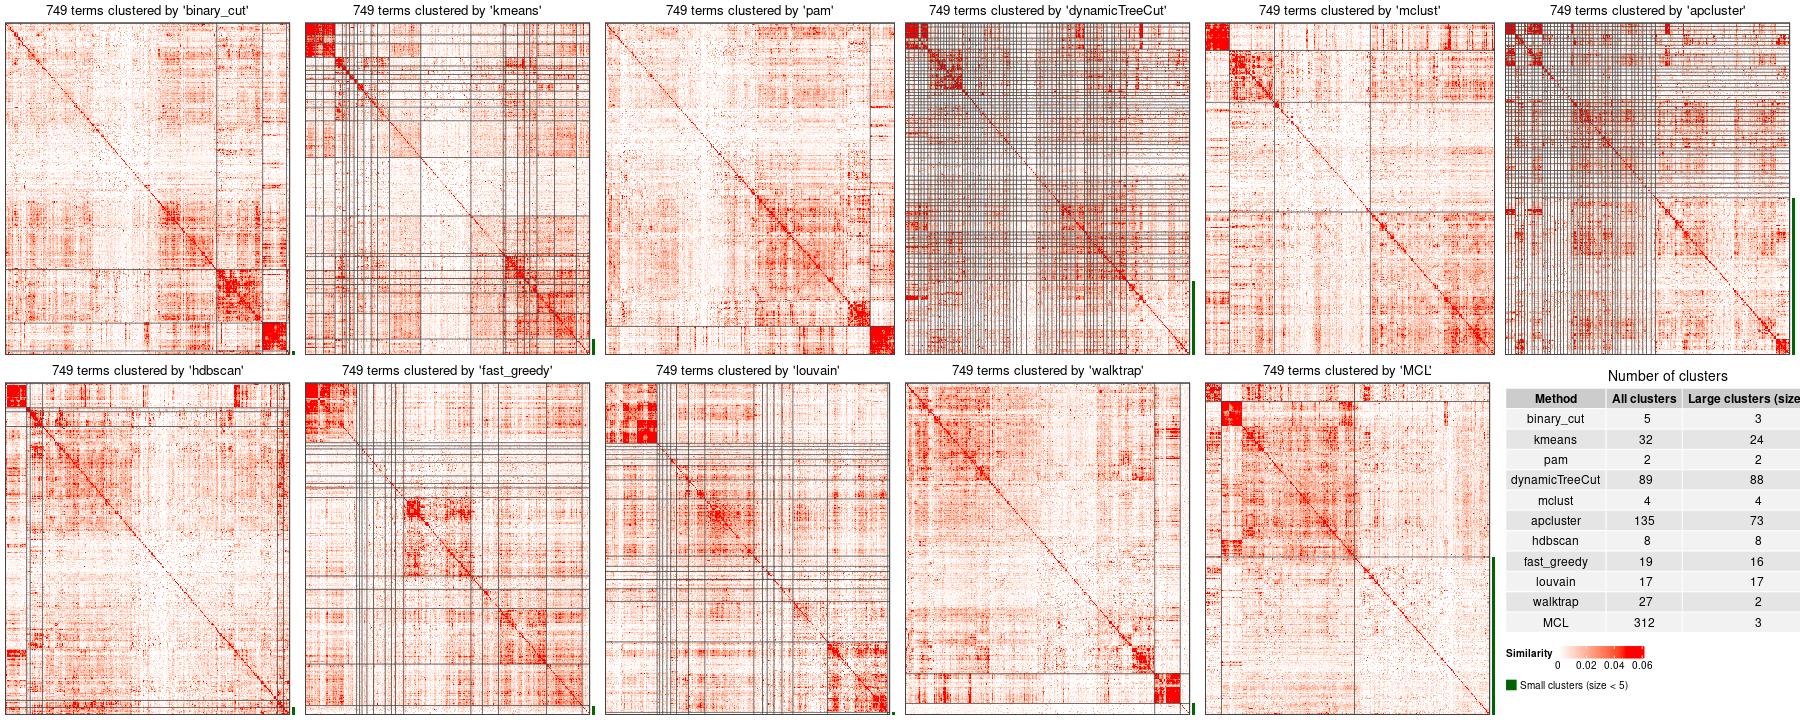 749 terms clustered by 'binary_cut'
749 terms clustered by 'kmeans'
749 terms clustered by 'pam'
749 terms clustered by 'dynamicTreeCut'
749 terms clustered by 'mclust'
749 terms clustered by 'apcluster'
749 terms clustered by 'hdbscan'
749 terms clustered by 'fast_greedy'
749 terms clustered by 'louvain'
749 terms clustered by 'walktrap'
749 terms clustered by 'MCL'
Number of clusters
Method All clusters Large clusters (size
binary_cut 5 3
kmeans 32 24
pam 2 2
dynamicTreeCut 89 88
mclust 4 4
apcluster 135 73
hdbscan 8 8
fast_greedy 19 16
louvain 17 17
walktrap 27 2
MCL 312 3
Similarity
0 0.02 0.04 0.06
Small clusters (size < 5)